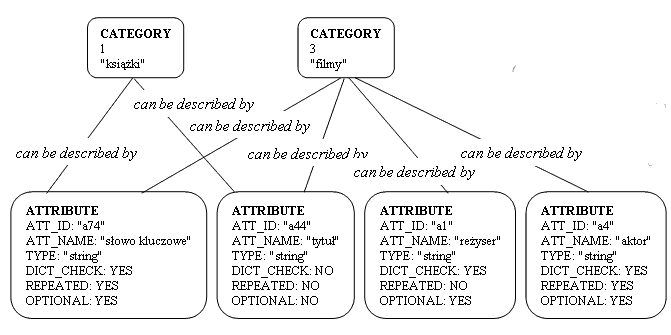 CATEGORY
1
"książki"
CATEGORY
3
"filmy"
can be described by
can be described by
can be described by
can be described by
can be described by
can be described by
ATTRIBUTE
ATT_ID: "a74"
ATT_NAME: "słowo kluczowe"
TYPE: "string"
DICT_CHECK: YES
REPEATED: YES
OPTIONAL: YES
ATTRIBUTE
ATT_ID: "a44"
ATT_NAME: "tytuł"
TYPE: "string"
DICT_CHECK: NO
REPEATED: NO
OPTIONAL: NO
ATTRIBUTE
ATT_ID: "a1"
ATT_NAME: "reżyser"
TYPE: "string"
DICT_CHECK: YES
REPEATED: NO
OPTIONAL: YES
ATTRIBUTE
ATT_ID: "a4"
ATT_NAME: "aktor"
TYPE: "string"
DICT_CHECK: YES
REPEATED: YES
OPTIONAL: YES